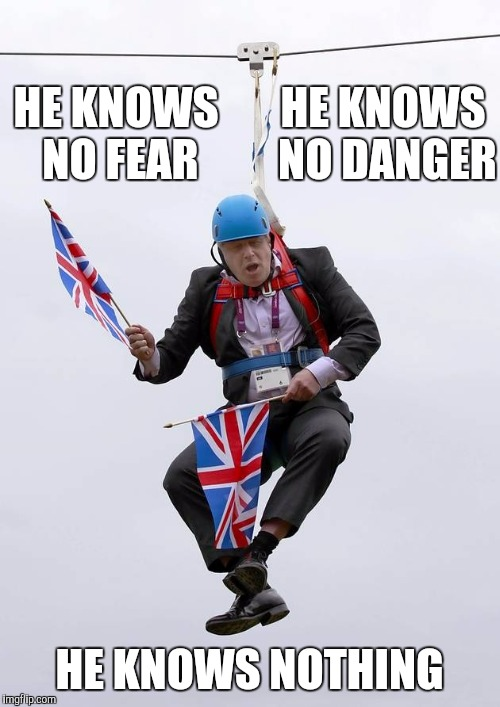 HE KNOWS
NO FEAR
HE KNOWS
NO DANGER
HE KNOWS NOTHING
imgflip.com